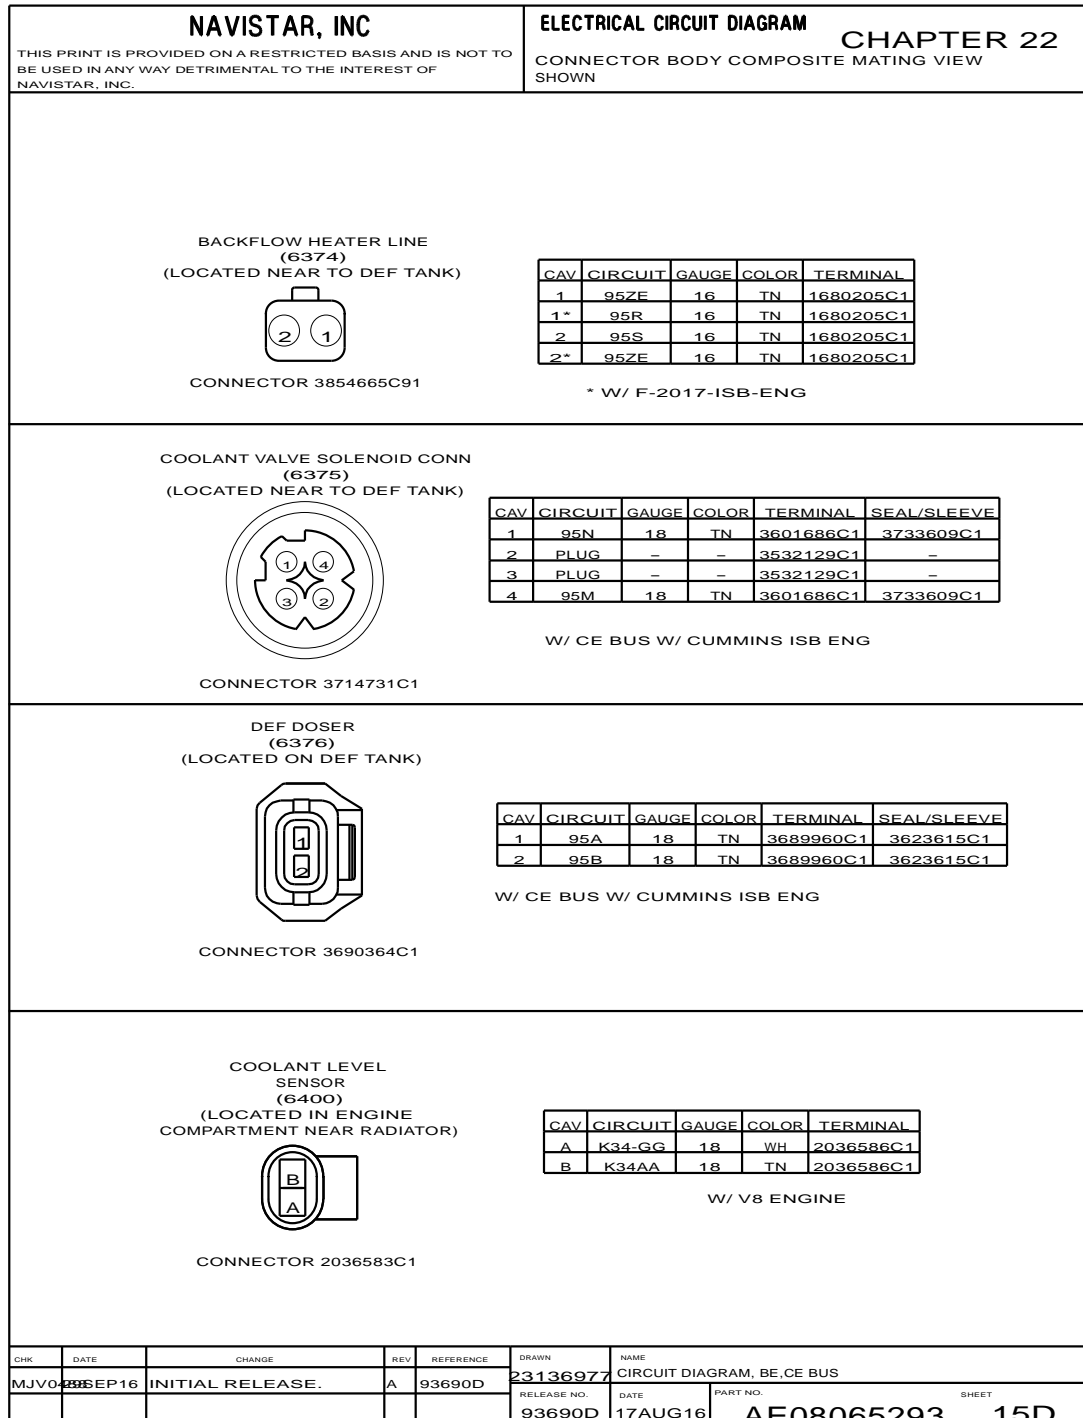 NAVISTAR, INC
THIS PRINT IS PROVIDED ON A RESTRICTED BASIS AND IS NOT TO
BE USED IN ANY WAY DETRIMENTAL TO THE INTEREST OF
NAVISTAR, INC.
ELECTRICAL CIRCUIT DIAGRAM
CHAPTER 22
CONNECTOR BODY COMPOSITE MATING VIEW
SHOWN
BACKFLOW HEATER LINE
(6374)
(LOCATED NEAR TO DEF TANK)
2 1
CONNECTOR 3854665C91
CAV CIRCUIT GAUGE COLOR TERMINAL
1 95ZE 16 TN 1680205C1
1* 95R 16 TN 1680205C1
2 95S 16 TN 1680205C1
2* 95ZE 16 TN 1680205C1
* W/ F-2017-ISB-ENG
COOLANT VALVE SOLENOID CONN
(6375)
(LOCATED NEAR TO DEF TANK)
1 4
3 2
CONNECTOR 3714731C1
CAV CIRCUIT GAUGE COLOR TERMINAL SEAL/SLEEVE
1 95N 18 TN 3601686C1 3733609C1
2 PLUG – – 3532129C1 –
3 PLUG – – 3532129C1 –
4 95M 18 TN 3601686C1 3733609C1
W/ CE BUS W/ CUMMINS ISB ENG
DEF DOSER
(6376)
(LOCATED ON DEF TANK)
1
2
CONNECTOR 3690364C1
CAV CIRCUIT GAUGE COLOR TERMINAL SEAL/SLEEVE
1 95A 18 TN 3689960C1 3623615C1
2 95B 18 TN 3689960C1 3623615C1
W/ CE BUS W/ CUMMINS ISB ENG
COOLANT LEVEL
SENSOR
(6400)
(LOCATED IN ENGINE
COMPARTMENT NEAR RADIATOR)
B
A
CONNECTOR 2036583C1
CAV CIRCUIT GAUGE COLOR TERMINAL
A K34-GG 18 WH 2036586C1
B K34AA 18 TN 2036586C1
W/ V8 ENGINE
CHK DATE CHANGE REV REFERENCE
SEP16 INITIAL RELEASE. A 93690D
DRAWN
23136977
NAME
CIRCUIT DIAGRAM, BE,CE BUS
RELEASE NO.
93690D
DATE
17AUG16
PART NO.
AE08065293
SHEET
15D